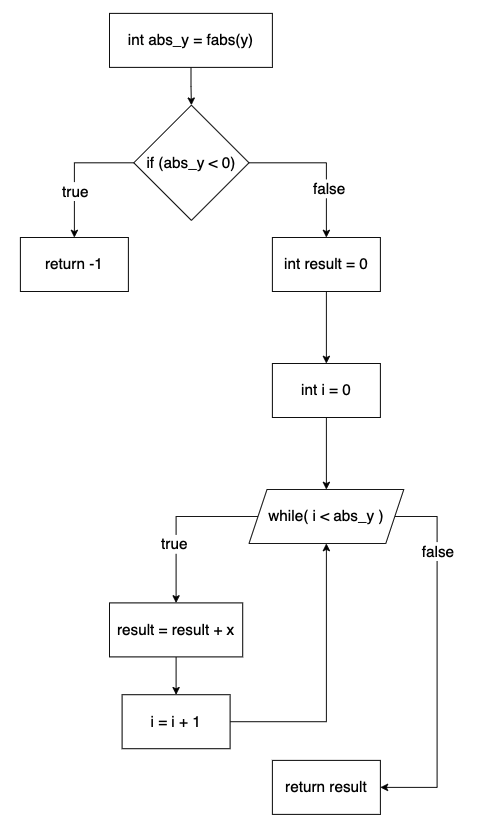 int abs_y = fabs(y)
if (abs_y < 0)
true
false
return -1
int result = 0
int i = 0
while( i < abs_y )
true
false
result = result + x
i = i + 1
return result